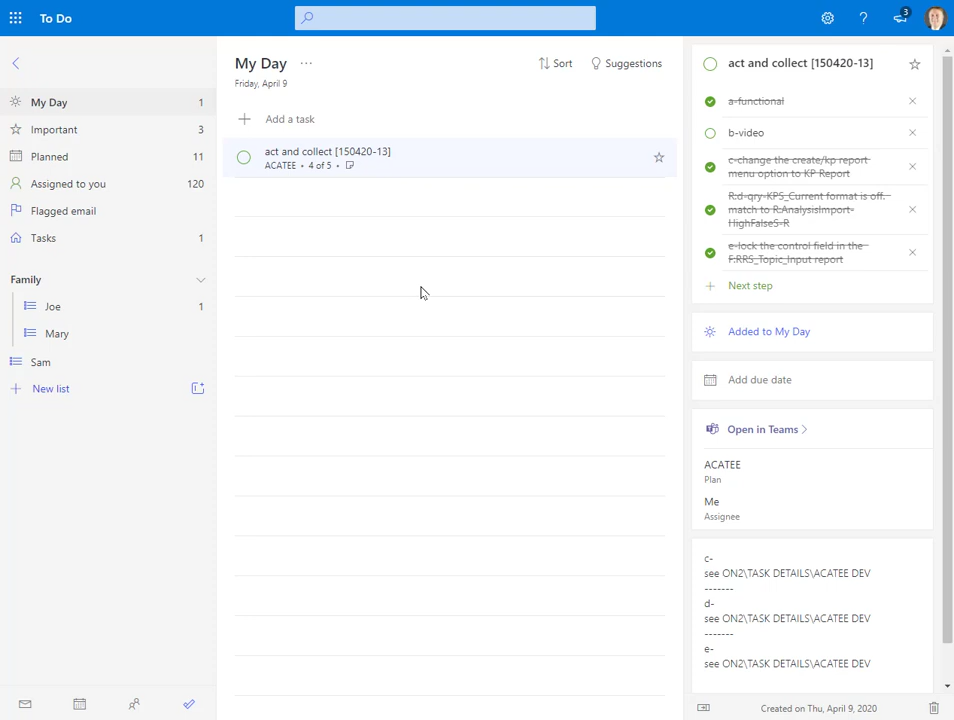 To Do
3
My Day 1
Important 3
Planned 11
Assigned to you 120
Flagged email
Tasks 1
Family
Joe 1
Mary
Sam
New list
My Day ···
Friday, April 9
Sort
Suggestions
Add a task
act and collect [150420-13]
ACATEE • 4 of 5 •
act and collect [150420-13]
a-functional
b-video
c-change the create/kp report
menu option to KP Report
R:d-qry-KPS_Current format is off.
match to R:AnalysisImport-
HighFalseS-R
e-lock the control field in the
F:RRS_Topic_Input report
Next step
Added to My Day
Add due date
Open in Teams
ACATEE
Plan
Me
Assignee
c-
see ON2\TASK DETAILS\ACATEE DEV
-------
d-
see ON2\TASK DETAILS\ACATEE DEV
-------
e-
see ON2\TASK DETAILS\ACATEE DEV
Created on Thu, April 9, 2020